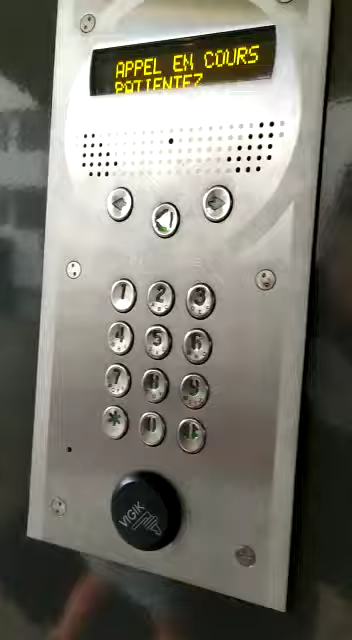 APPEL EN COURS
PATIENTEZ
1 2 3
4 5 6
7 8 9
* 0
VIGIK